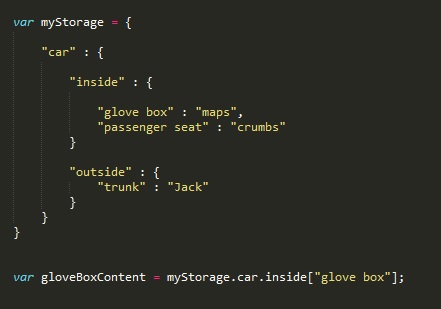 var myStorage = {
"car" : {
"inside" : {
"glove box" : "maps",
"passenger seat" : "crumbs"
}
"outside" : {
"trunk" : "Jack"
}
}
}
var gloveBoxContent = myStorage.car.inside["glove box"];